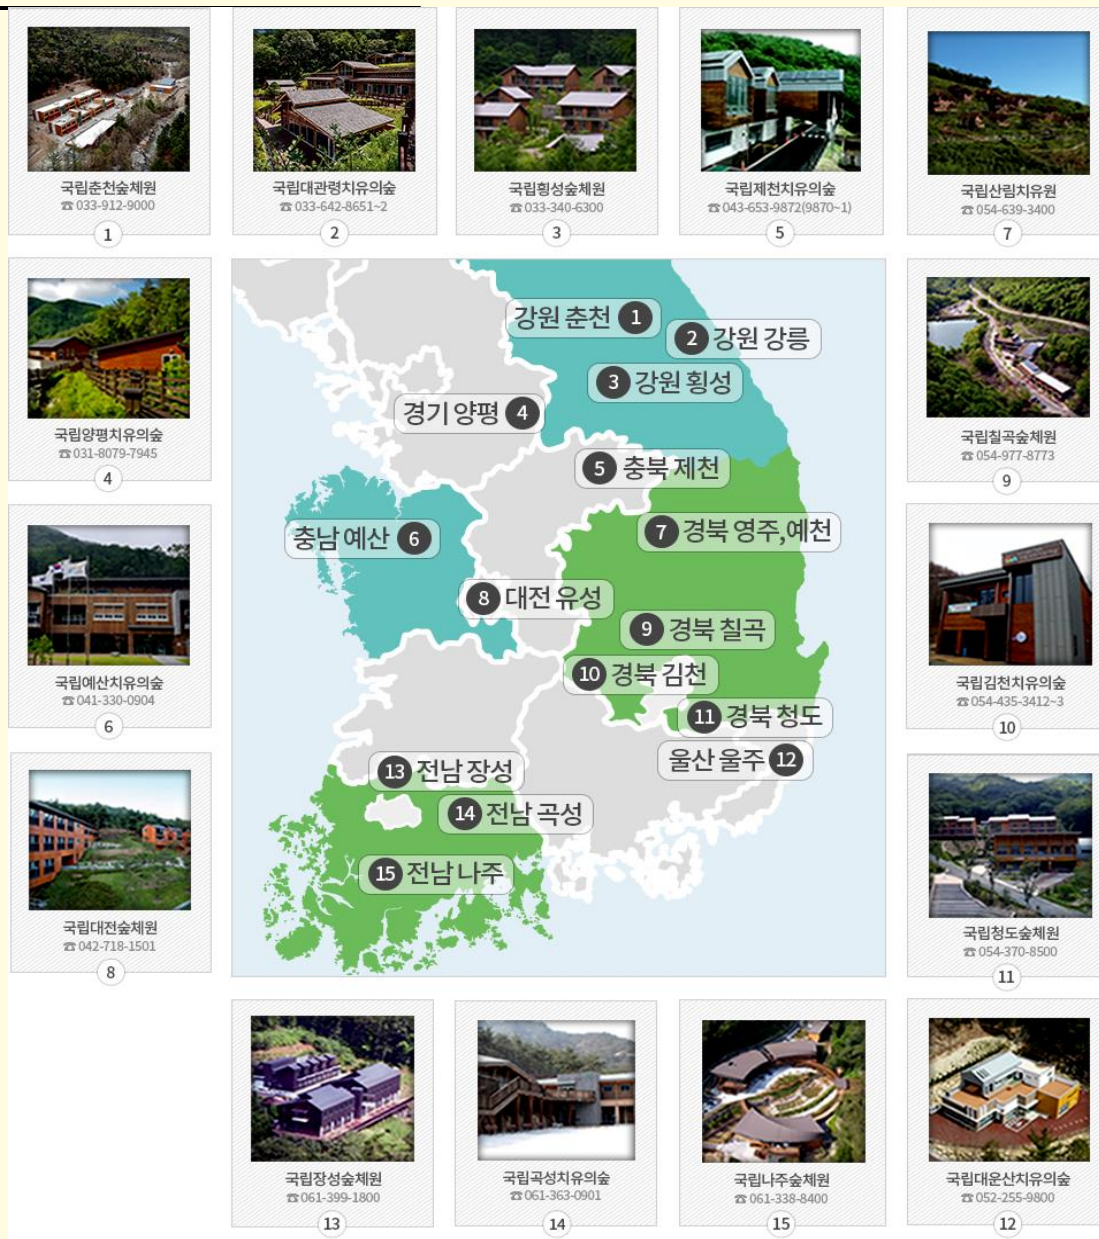 국립춘천숲체원
☎ 033-912-9000
1
국립대관령치유의숲
☎ 033-642-8651~2
2
국립횡성숲체원
☎ 033-340-6300
3
국립제천치유의숲
☎ 043-653-9872(9870~1)
5
국립산림치유원
☎ 054-639-3400
7
국립양평치유의숲
☎ 031-8079-7945
4
강원 춘천 1
2 강원 강릉
3 강원 횡성
경기 양평 4
5 충북 제천
충남 예산 6
7 경북 영주,예천
8 대전 유성
9 경북 칠곡
10 경북 김천
11 경북 청도
울산 울주 12
13 전남 장성
14 전남 곡성
15 전남 나주
국립칠곡숲체원
☎ 054-977-8773
9
국립예산치유의숲
☎ 041-330-0904
6
국립김천치유의숲
☎ 054-435-3412~3
10
국립대전숲체원
☎ 042-718-1501
8
국립청도숲체원
☎ 054-370-8500
11
국립장성숲체원
☎ 061-399-1800
13
국립곡성치유의숲
☎ 061-363-0901
14
국립나주숲체원
☎ 061-338-8400
15
국립대운산치유의숲
☎ 052-255-9800
12